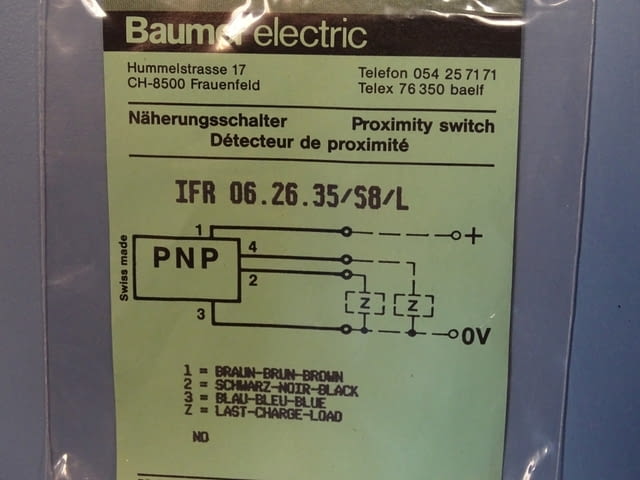 Baumer electric
Hummelstrasse 17 Telefon 054 25 71 71
CH-8500 Frauenfeld Telex 76 350 baelf
Näherungsschalter Proximity switch
Détecteur de proximité
IFR 06.26.35/S8/L
1 +
4
PNP
2
Swiss made
Z Z
3
0V
1 = BRAUN-BRUN-BROWN
2 = SCHWARZ-NOIR-BLACK
3 = BLAU-BLEU-BLUE
Z = LAST-CHARGE-LOAD
NO